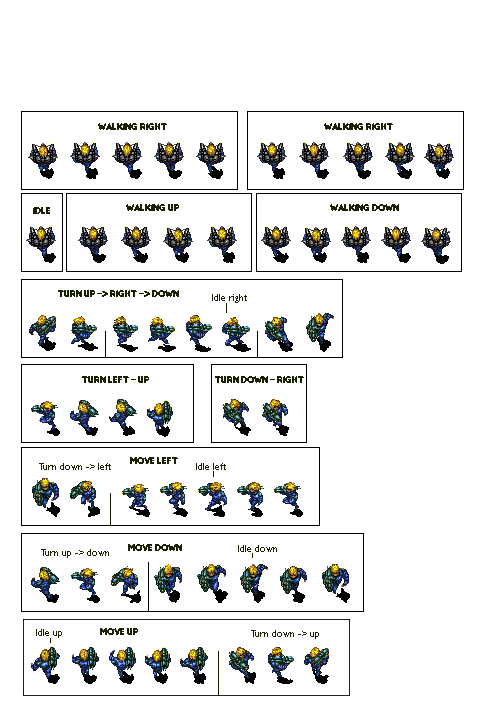 WALKING RIGHT
WALKING RIGHT
IDLE
WALKING UP
WALKING DOWN
TURN UP -> RIGHT -> DOWN
Idle right
TURN LEFT - UP
TURN DOWN - RIGHT
MOVE LEFT
Turn down -> left
Idle left
MOVE DOWN
Turn up -> down
Idle down
Idle up
MOVE UP
Turn down -> up